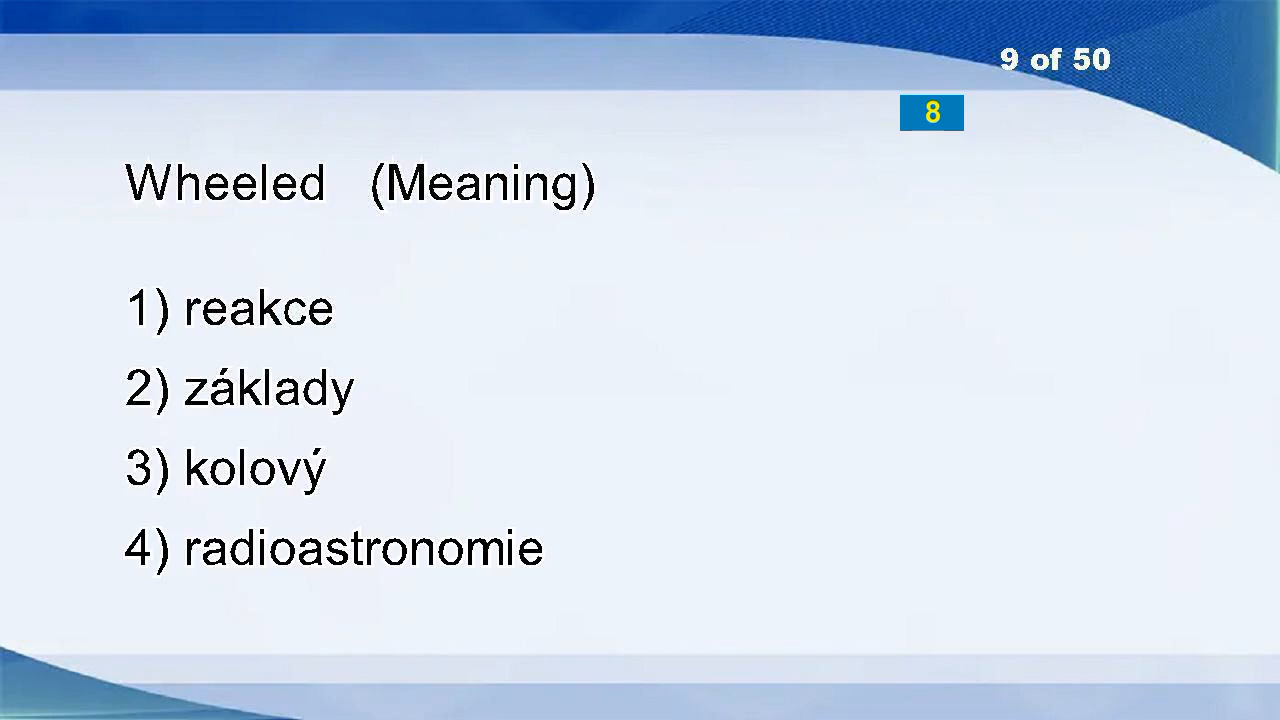 9 of 50
8
Wheeled (Meaning)
1) reakce
2) základy
3) kolový
4) radioastronomie